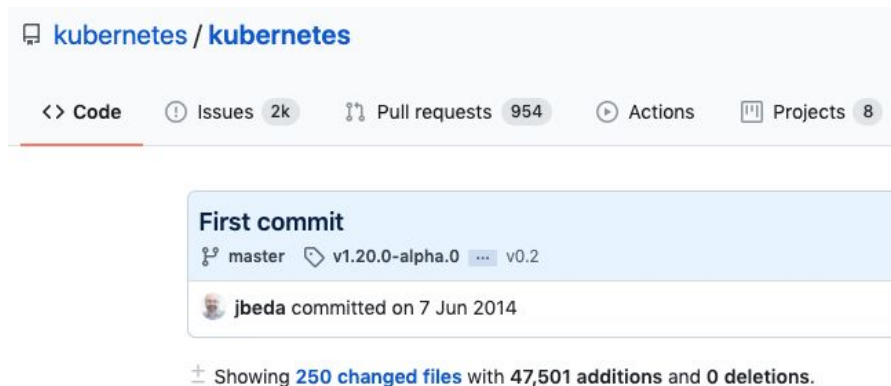 kubernetes / kubernetes
<> Code Issues 2k Pull requests 954 Actions Projects 8
First commit
master v1.20.0-alpha.0 ... v0.2
jbeda committed on 7 Jun 2014
± Showing 250 changed files with 47,501 additions and 0 deletions.